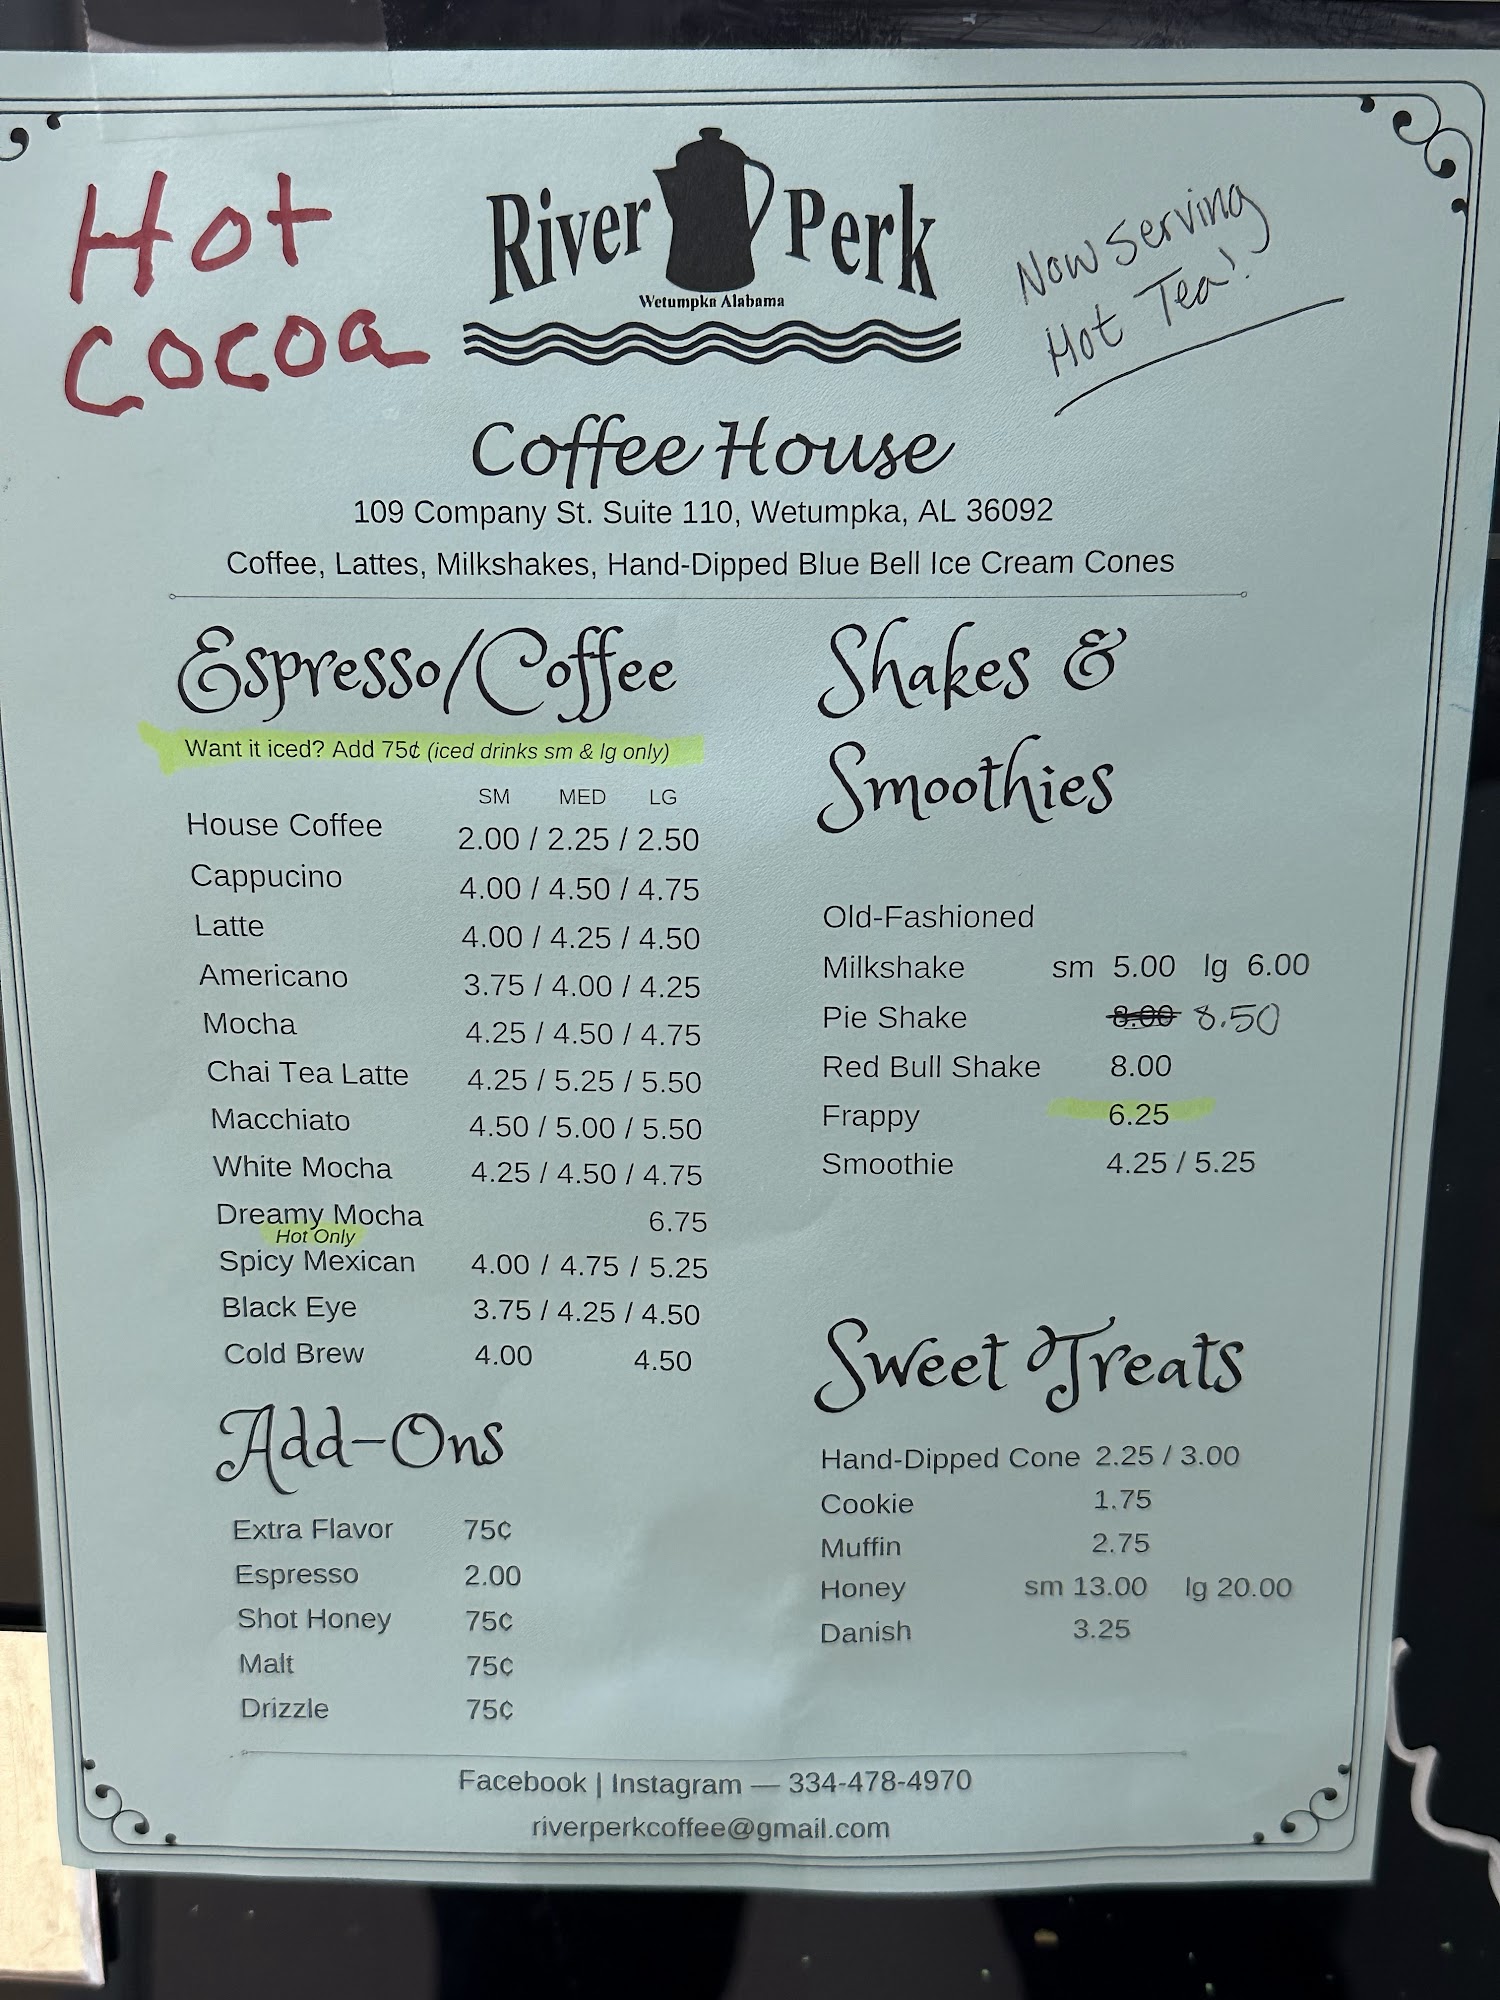 Hot
Cocoa
River Perk
Wetumpka Alabama
Now Serving
Hot Tea!
Coffee House
109 Company St. Suite 110, Wetumpka, AL 36092
Coffee, Lattes, Milkshakes, Hand-Dipped Blue Bell Ice Cream Cones
Espresso/Coffee
Want it iced? Add 75¢ (iced drinks sm & lg only)
SM MED LG
House Coffee 2.00 / 2.25 / 2.50
Cappucino 4.00 / 4.50 / 4.75
Latte 4.00 / 4.25 / 4.50
Americano 3.75 / 4.00 / 4.25
Mocha 4.25 / 4.50 / 4.75
Chai Tea Latte 4.25 / 5.25 / 5.50
Macchiato 4.50 / 5.00 / 5.50
White Mocha 4.25 / 4.50 / 4.75
Dreamy Mocha 6.75
Hot Only
Spicy Mexican 4.00 / 4.75 / 5.25
Black Eye 3.75 / 4.25 / 4.50
Cold Brew 4.00 4.50
Add-Ons
Extra Flavor 75¢
Espresso 2.00
Shot Honey 75¢
Malt 75¢
Drizzle 75¢
Shakes &
Smoothies
Old-Fashioned
Milkshake sm 5.00 lg 6.00
Pie Shake 8.00 8.50
Red Bull Shake 8.00
Frappy 6.25
Smoothie 4.25 / 5.25
Sweet Treats
Hand-Dipped Cone 2.25 / 3.00
Cookie 1.75
Muffin 2.75
Honey sm 13.00 lg 20.00
Danish 3.25
Facebook | Instagram — 334-478-4970
riverperkcoffee@gmail.com